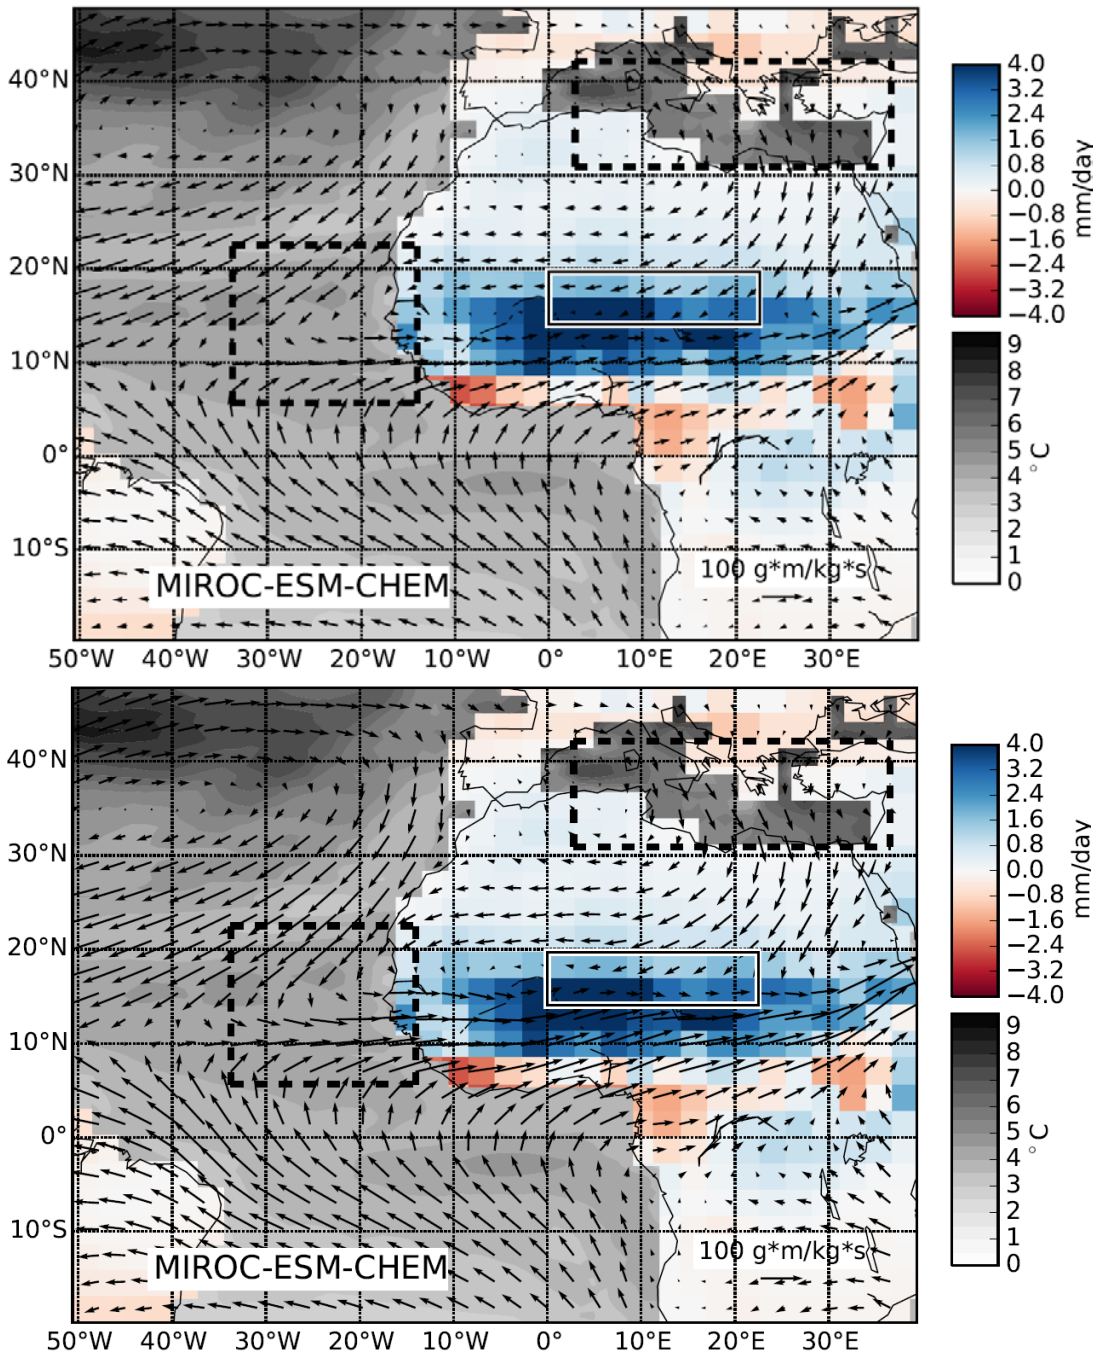 40°N
30°N
20°N
10°N
0°
10°S
MIROC-ESM-CHEM
100 g*m/kg*s
50°W 40°W 30°W 20°W 10°W 0° 10°E 20°E 30°E
4.0
3.2
2.4
1.6
0.8
0.0
−0.8
−1.6
−2.4
−3.2
−4.0
mm/day
9
8
7
6
5
4
3
2
1
0
°C
40°N
30°N
20°N
10°N
0°
10°S
MIROC-ESM-CHEM
100 g*m/kg*s
50°W 40°W 30°W 20°W 10°W 0° 10°E 20°E 30°E
4.0
3.2
2.4
1.6
0.8
0.0
−0.8
−1.6
−2.4
−3.2
−4.0
mm/day
9
8
7
6
5
4
3
2
1
0
°C